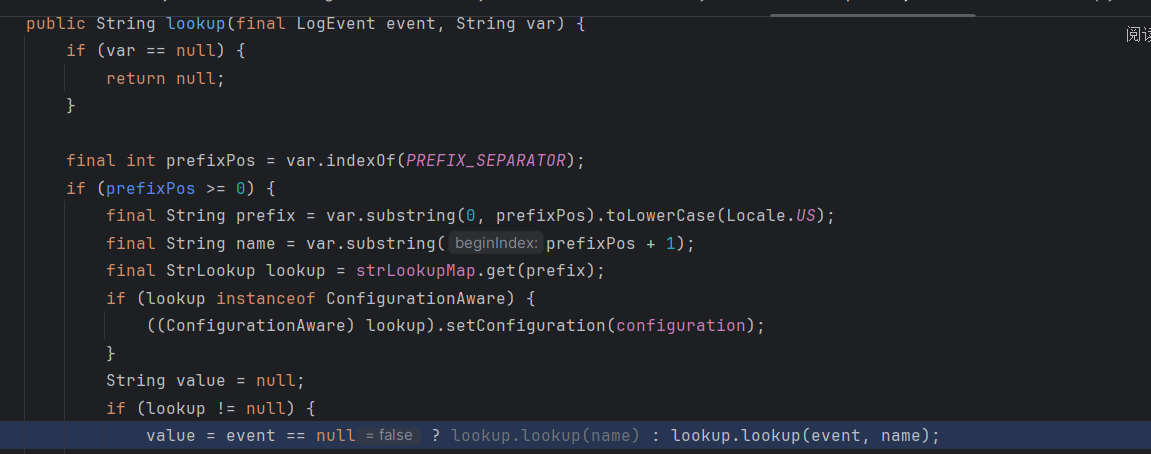 public String lookup(final LogEvent event, String var) {
阅读
if (var == null) {
return null;
}
final int prefixPos = var.indexOf(PREFIX_SEPARATOR);
if (prefixPos >= 0) {
final String prefix = var.substring(0, prefixPos).toLowerCase(Locale.US);
final String name = var.substring( beginIndex: prefixPos + 1);
final StrLookup lookup = strLookupMap.get(prefix);
if (lookup instanceof ConfigurationAware) {
((ConfigurationAware) lookup).setConfiguration(configuration);
}
String value = null;
if (lookup != null) {
value = event == null = false ? lookup.lookup(name) : lookup.lookup(event, name);